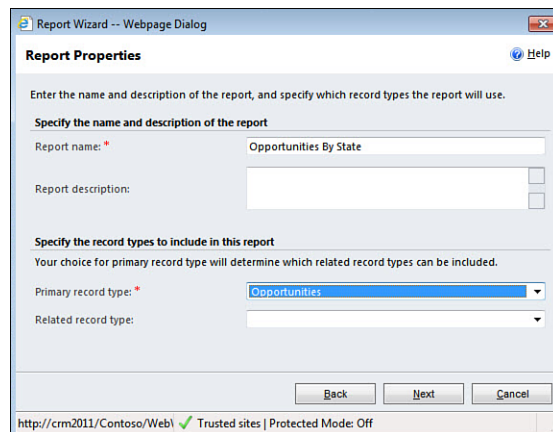 Report Wizard -- Webpage Dialog
Report Properties
Help
Enter the name and description of the report, and specify which record types the report will use.
Specify the name and description of the report
Report name: *
Opportunities By State
Report description:
Specify the record types to include in this report
Your choice for primary record type will determine which related record types can be included.
Primary record type: *
Opportunities
Related record type:
Back
Next
Cancel
http://crm2011/Contoso/Web\ Trusted sites | Protected Mode: Off